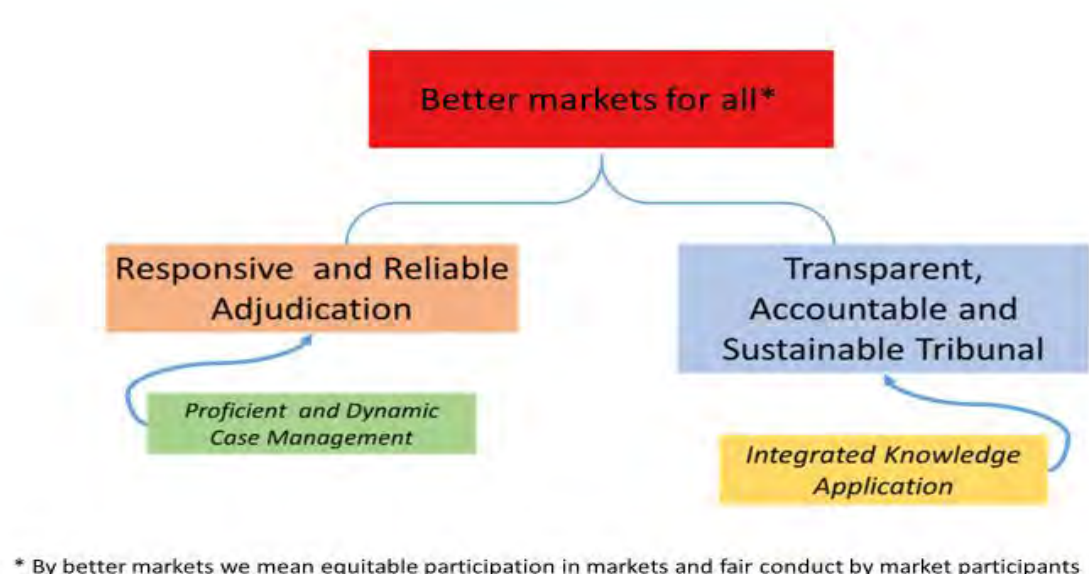 Better markets for all*
Responsive and Reliable
Adjudication
Transparent,
Accountable and
Sustainable Tribunal
Proficient and Dynamic
Case Management
Integrated Knowledge
Application
* By better markets we mean equitable participation in markets and fair conduct by market participants